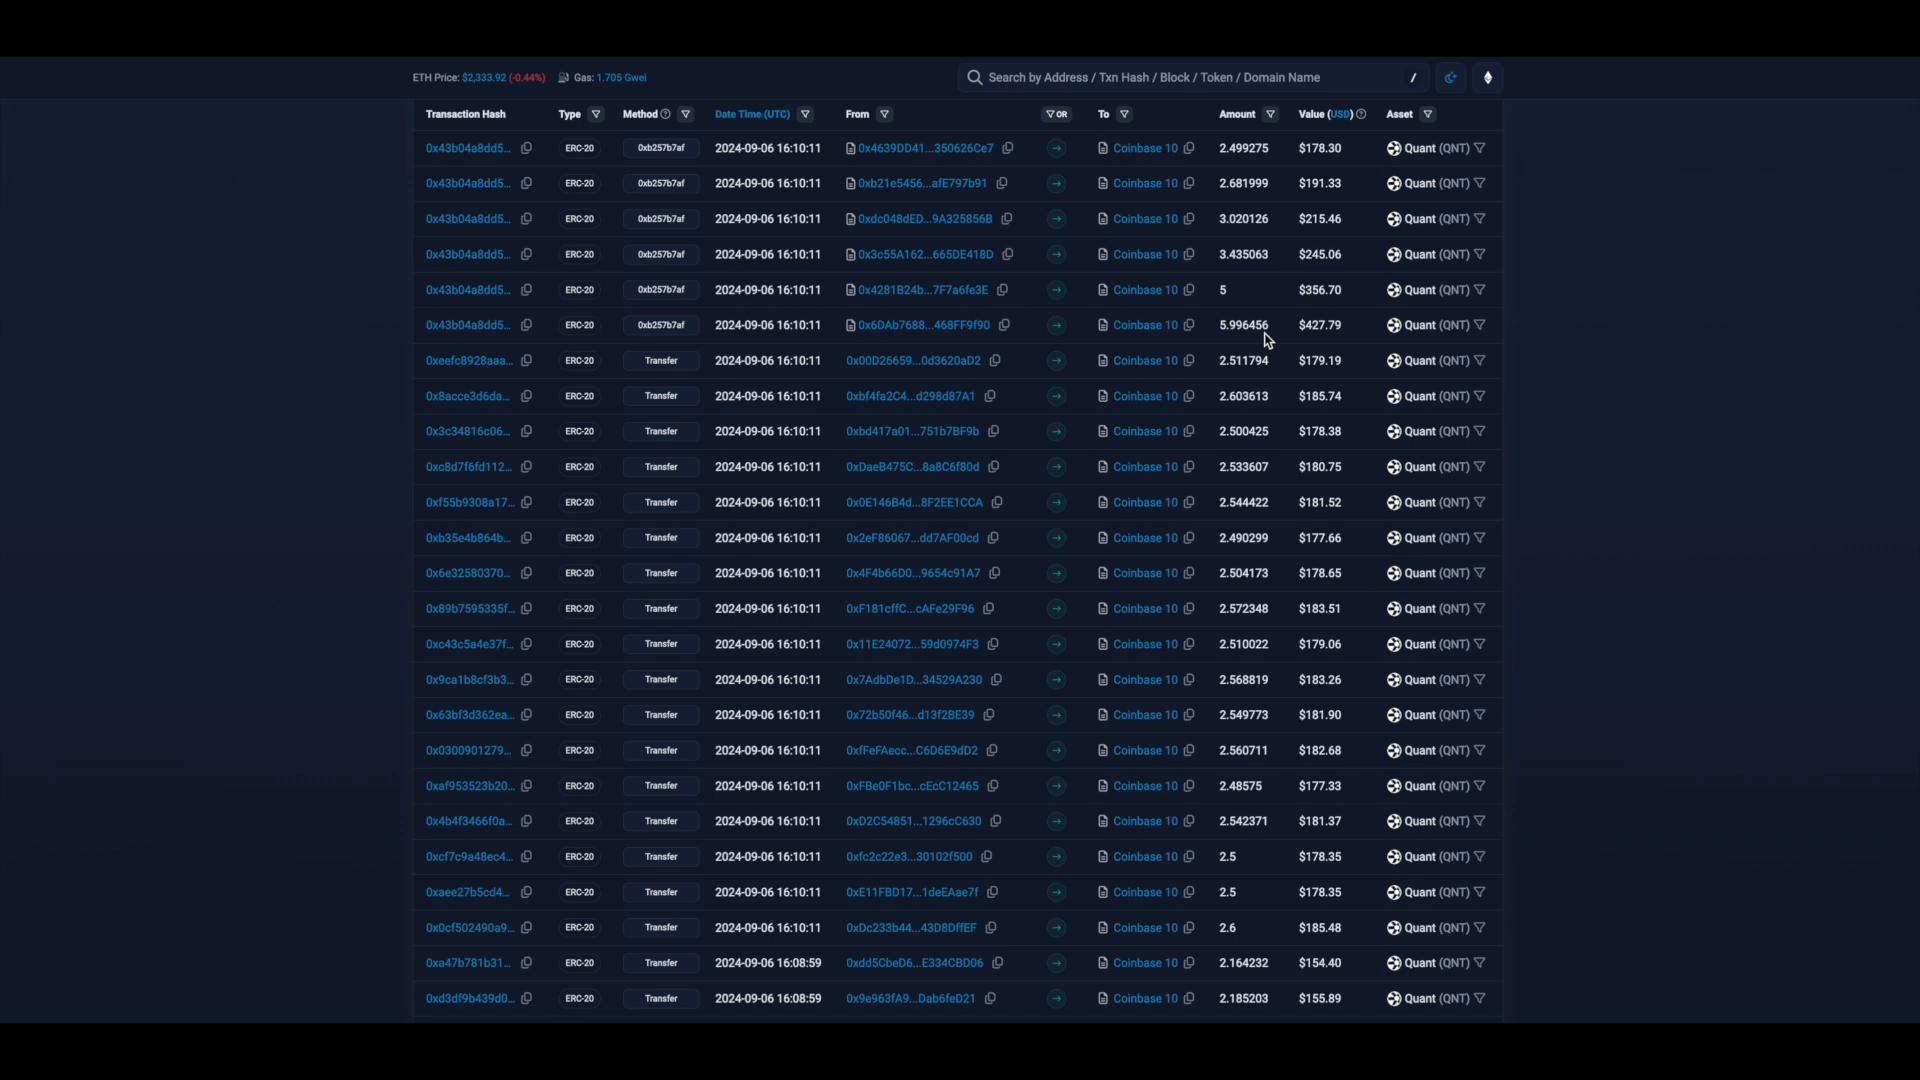 ETH Price: $2,333.92 (-0.44%) Gas: 1.705 Gwei Search by Address / Txn Hash / Block / Token / Domain Name /
Transaction Hash Type Method Date Time (UTC) From OR To Amount Value (USD) Asset
0x43b04a8dd5... ERC-20 0xb257b7af 2024-09-06 16:10:11 0x4639DD41...350626Ce7 Coinbase 10 2.499275 $178.30 Quant (QNT)
0x43b04a8dd5... ERC-20 0xb257b7af 2024-09-06 16:10:11 0xb21e5456...afE797b91 Coinbase 10 2.681999 $191.33 Quant (QNT)
0x43b04a8dd5... ERC-20 0xb257b7af 2024-09-06 16:10:11 0xdc048dED...9A325856B Coinbase 10 3.020126 $215.46 Quant (QNT)
0x43b04a8dd5... ERC-20 0xb257b7af 2024-09-06 16:10:11 0x3c55A162...665DE418D Coinbase 10 3.435063 $245.06 Quant (QNT)
0x43b04a8dd5... ERC-20 0xb257b7af 2024-09-06 16:10:11 0x4281B24b...7F7a6fe3E Coinbase 10 5 $356.70 Quant (QNT)
0x43b04a8dd5... ERC-20 0xb257b7af 2024-09-06 16:10:11 0x6DAb7688...468FF9f90 Coinbase 10 5.996456 $427.79 Quant (QNT)
0xeefc8928aaa... ERC-20 Transfer 2024-09-06 16:10:11 0x00D26659...0d3620aD2 Coinbase 10 2.511794 $179.19 Quant (QNT)
0x8acce3d6da... ERC-20 Transfer 2024-09-06 16:10:11 0xbf4fa2C4...d298d87A1 Coinbase 10 2.603613 $185.74 Quant (QNT)
0x3c34816c06... ERC-20 Transfer 2024-09-06 16:10:11 0xbd417a01...751b7BF9b Coinbase 10 2.500425 $178.38 Quant (QNT)
0xc8d7f6fd112... ERC-20 Transfer 2024-09-06 16:10:11 0xDaeB475C...8a8C6f80d Coinbase 10 2.533607 $180.75 Quant (QNT)
0xf55b9308a17... ERC-20 Transfer 2024-09-06 16:10:11 0x0E146B4d...8F2EE1CCA Coinbase 10 2.544422 $181.52 Quant (QNT)
0xb35e4b864b... ERC-20 Transfer 2024-09-06 16:10:11 0x2eF86067...dd7AF00cd Coinbase 10 2.490299 $177.66 Quant (QNT)
0x6e32580370... ERC-20 Transfer 2024-09-06 16:10:11 0x4F4b66D0...9654c91A7 Coinbase 10 2.504173 $178.65 Quant (QNT)
0x89b7595335f... ERC-20 Transfer 2024-09-06 16:10:11 0xF181cffC...cAFe29F96 Coinbase 10 2.572348 $183.51 Quant (QNT)
0xc43c5a4e37f... ERC-20 Transfer 2024-09-06 16:10:11 0x11E24072...59d0974F3 Coinbase 10 2.510022 $179.06 Quant (QNT)
0x9ca1b8cf3b3... ERC-20 Transfer 2024-09-06 16:10:11 0x7AdbDe1D...34529A230 Coinbase 10 2.568819 $183.26 Quant (QNT)
0x63bf3d362ea... ERC-20 Transfer 2024-09-06 16:10:11 0x72b50f46...d13f2BE39 Coinbase 10 2.549773 $181.90 Quant (QNT)
0x0300901279... ERC-20 Transfer 2024-09-06 16:10:11 0xfFeFAecc...C6D6E9dD2 Coinbase 10 2.560711 $182.68 Quant (QNT)
0xaf953523b20... ERC-20 Transfer 2024-09-06 16:10:11 0xFBe0F1bc...cEcC12465 Coinbase 10 2.48575 $177.33 Quant (QNT)
0x4b4f3466f0a... ERC-20 Transfer 2024-09-06 16:10:11 0xD2C54851...1296cC630 Coinbase 10 2.542371 $181.37 Quant (QNT)
0xcf7c9a48ec4... ERC-20 Transfer 2024-09-06 16:10:11 0xfc2c22e3...30102f500 Coinbase 10 2.5 $178.35 Quant (QNT)
0xaee27b5cd4... ERC-20 Transfer 2024-09-06 16:10:11 0xE11FBD17...1deEAae7f Coinbase 10 2.5 $178.35 Quant (QNT)
0x0cf502490a9... ERC-20 Transfer 2024-09-06 16:10:11 0xDc233b44...43D8DffEF Coinbase 10 2.6 $185.48 Quant (QNT)
0xa47b781b31... ERC-20 Transfer 2024-09-06 16:08:59 0xdd5CbeD6...E334CBD06 Coinbase 10 2.164232 $154.40 Quant (QNT)
0xd3df9b439d0... ERC-20 Transfer 2024-09-06 16:08:59 0x9e963fA9...Dab6feD21 Coinbase 10 2.185203 $155.89 Quant (QNT)